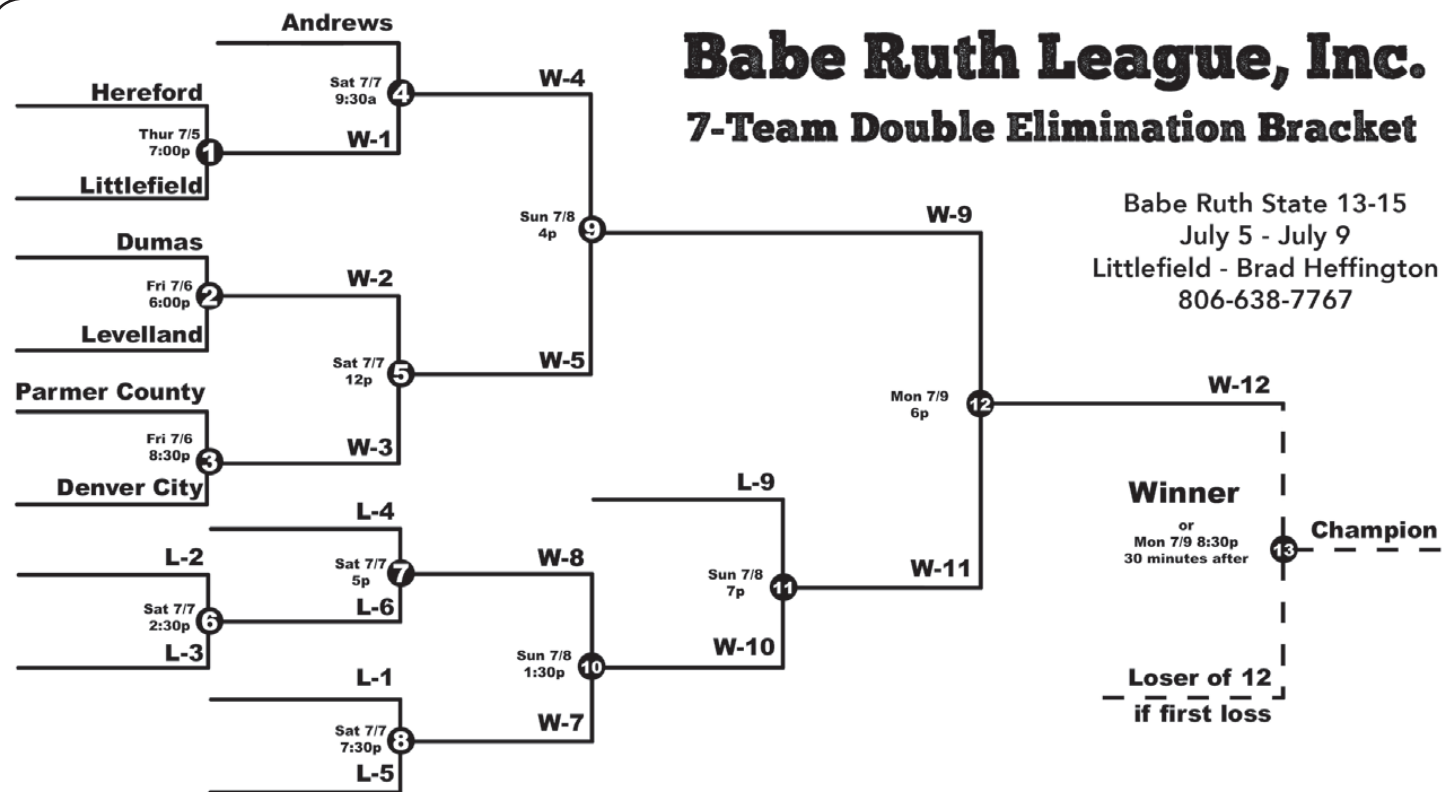 Babe Ruth League, Inc.
7-Team Double Elimination Bracket
Babe Ruth State 13-15
July 5 - July 9
Littlefield - Brad Heffington
806-638-7767
Andrews
Sat 7/7
9:30a
4
W-4
Hereford
Thur 7/5
7:00p
1
W-1
Littlefield
Dumas
Fri 7/6
6:00p
2
W-2
Levelland
Sat 7/7
12p
5
W-5
Parmer County
Fri 7/6
8:30p
3
W-3
Denver City
Sun 7/8
4p
9
W-9
L-4
Sat 7/7
5p
7
W-8
L-2
Sat 7/7
2:30p
6
L-6
L-3
L-1
Sat 7/7
7:30p
8
W-7
L-5
Sun 7/8
1:30p
10
W-10
L-9
Sun 7/8
7p
11
W-11
Mon 7/9
6p
12
W-12
Winner
or
Mon 7/9 8:30p
30 minutes after
13
Champion
Loser of 12
if first loss